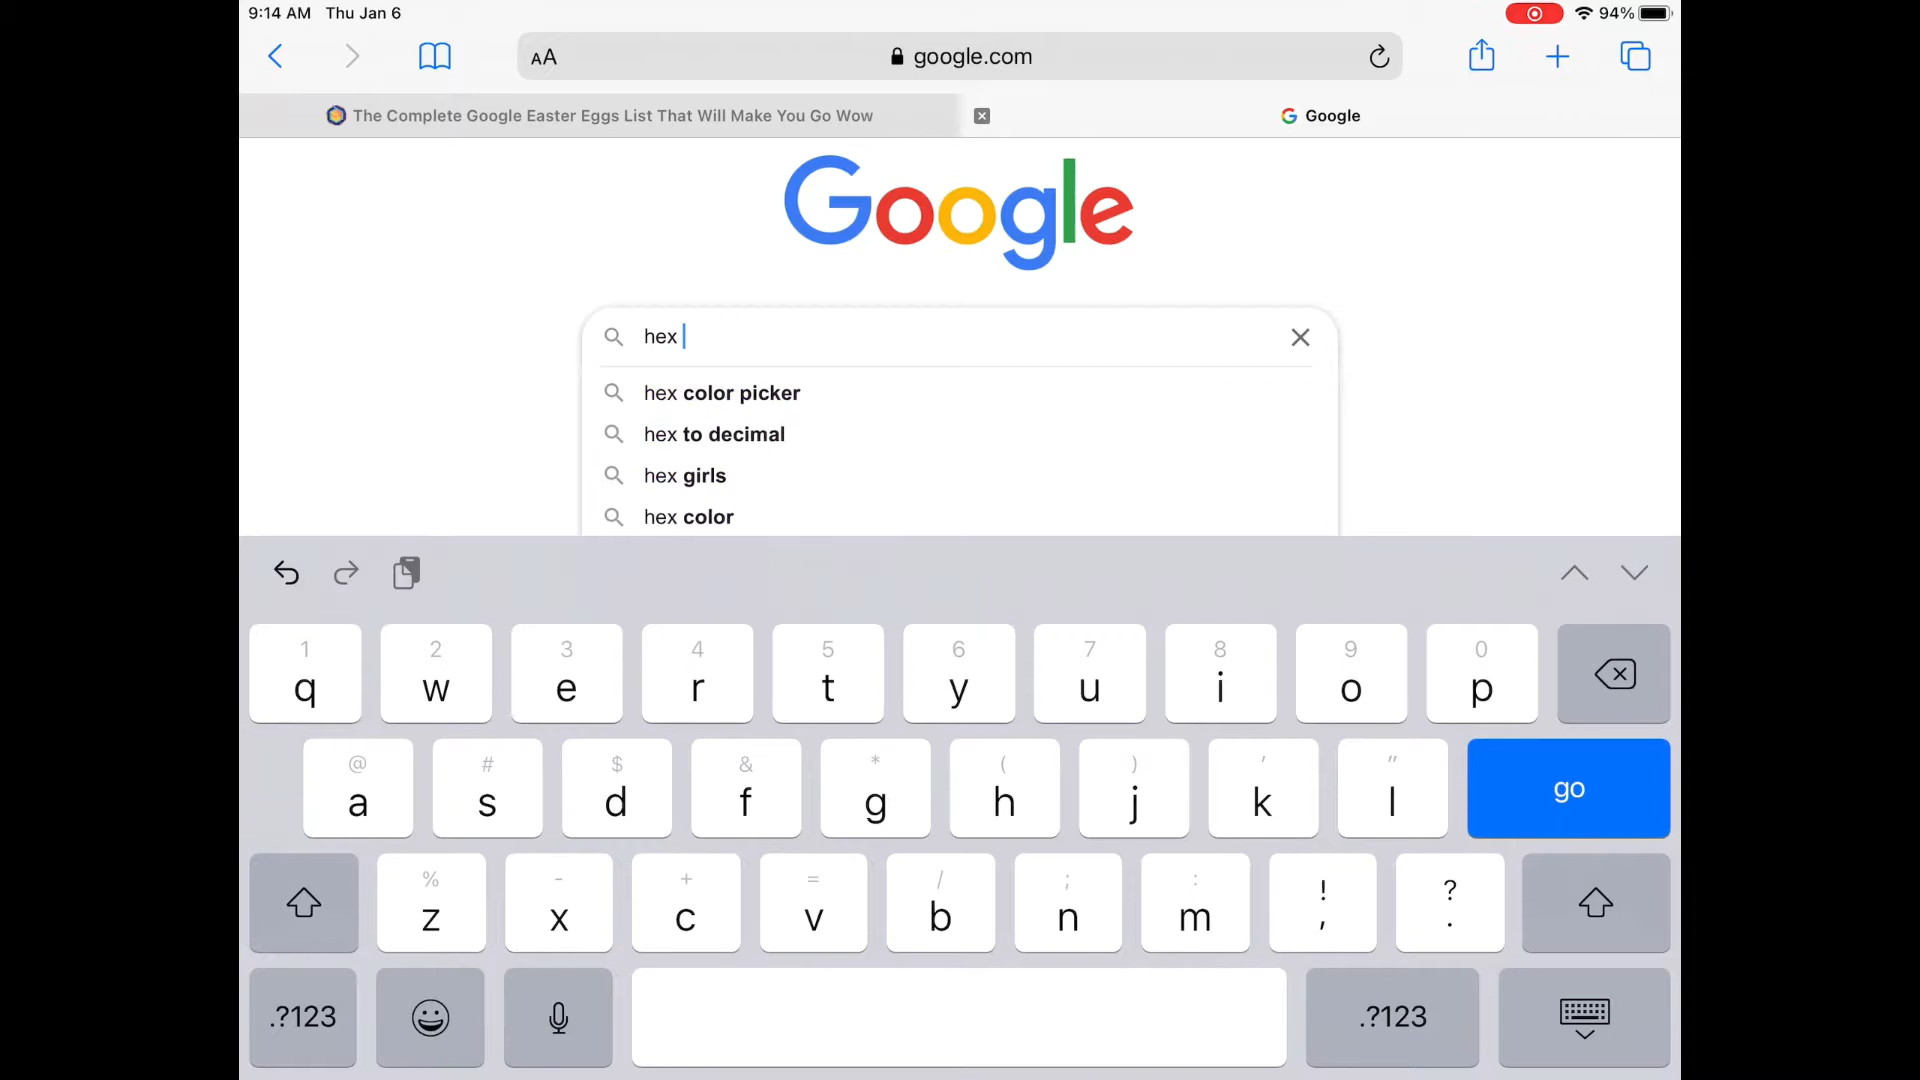 9:14 AM Thu Jan 6
94%
AA
google.com
The Complete Google Easter Eggs List That Will Make You Go Wow
Google
Google
hex
hex color picker
hex to decimal
hex girls
hex color
1 2 3 4 5 6 7 8 9 0
q w e r t y u i o p
@ # $ & * ( ) ' "
a s d f g h j k l go
% - + = / ; : ! ?
z x c v b n m , .
.?123 .?123